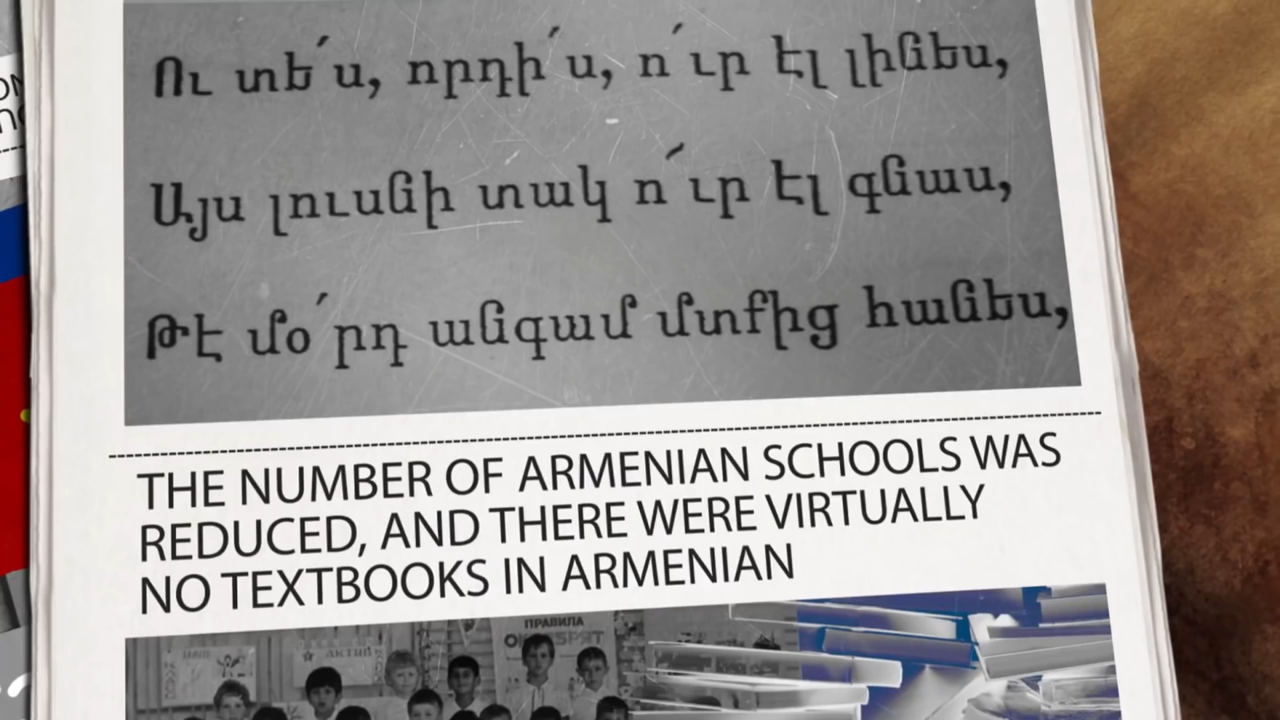 Ու տե՛ս, որդի՛ս, ո՛ւր էլ լինես,
Այս լուսնի տակ ո՛ւր էլ գնաս,
Թէ մօ՛րդ անգամ մտքից հանես,
THE NUMBER OF ARMENIAN SCHOOLS WAS
REDUCED, AND THERE WERE VIRTUALLY
NO TEXTBOOKS IN ARMENIAN
ПРАВИЛА
АКТИВ